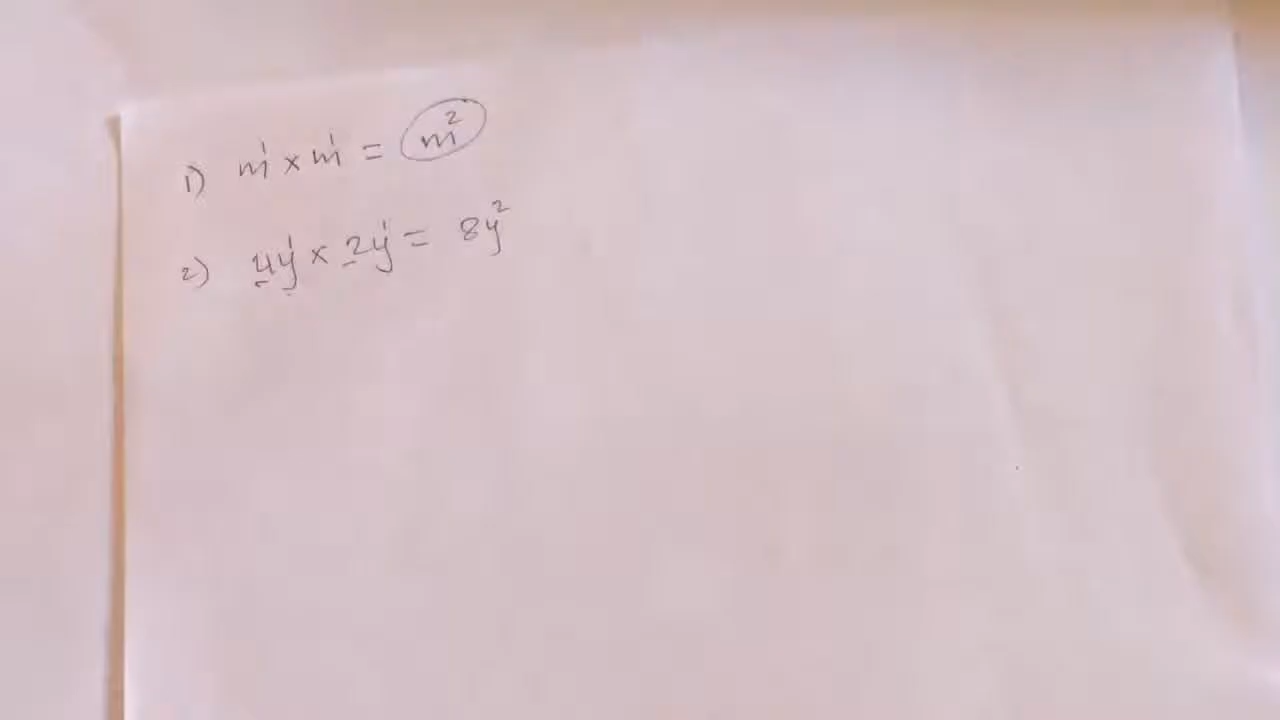 1) m¹ × m¹ = m²
2) 4y¹ × 2y¹ = 8y²